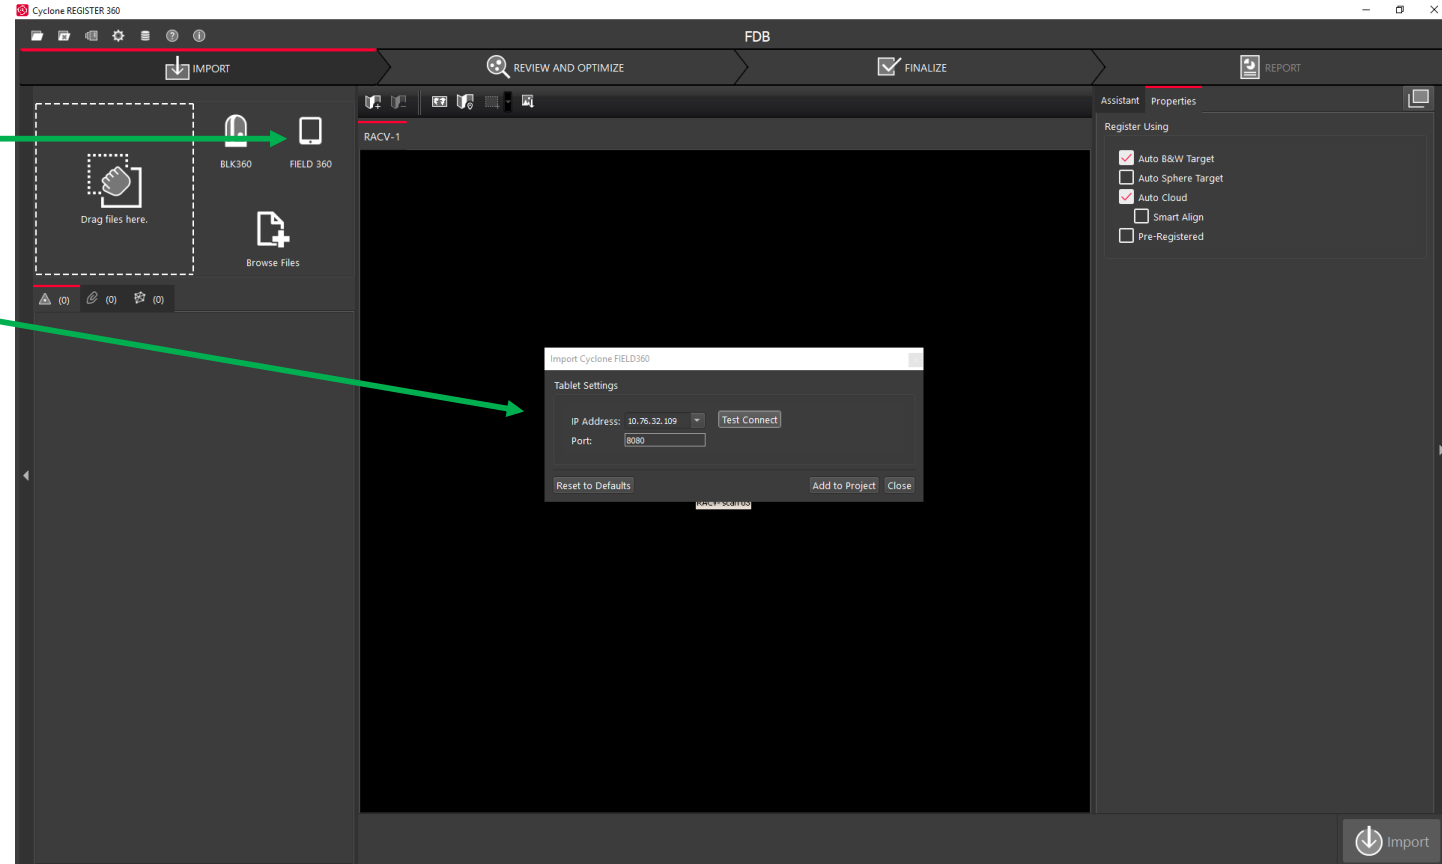 Cyclone REGISTER 360
FDB
IMPORT
REVIEW AND OPTIMIZE
FINALIZE
REPORT
Drag files here.
BLK360
FIELD 360
Browse Files
(0)
(0)
(0)
RACV-1
Import Cyclone FIELD360
Tablet Settings
IP Address: 10.76.32.109
Test Connect
Port: 8080
Reset to Defaults
Add to Project
Close
Assistant
Properties
Register Using
Auto B&W Target
Auto Sphere Target
Auto Cloud
Smart Align
Pre-Registered
Import